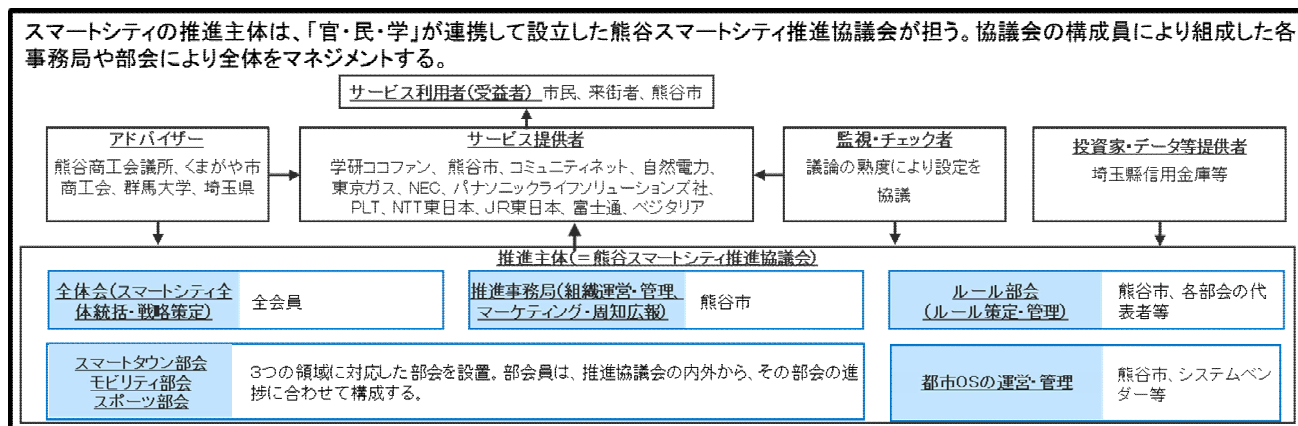 スマートシティの推進主体は、「官・民・学」が連携して設立した熊谷スマートシティ推進協議会が担う。協議会の構成員により組成した各
事務局や部会により全体をマネジメントする。
サービス利用者(受益者) 市民、来街者、熊谷市
アドバイザー
熊谷商工会議所、くまがや市
商工会、群馬大学、埼玉県
サービス提供者
学研ココファン、熊谷市、コミュニティネット、自然電力、
東京ガス、NEC、パナソニックライフソリューションズ社、
PLT、NTT東日本、JR東日本、富士通、ベジタリア
監視・チェック者
議論の熟度により設定を
協議
投資家・データ等提供者
埼玉縣信用金庫等
推進主体(=熊谷スマートシティ推進協議会)
全体会(スマートシティ全
体統括・戦略策定)
全会員
推進事務局(組織運営・管理、
マーケティング・周知広報)
熊谷市
ルール部会
(ルール策定・管理)
熊谷市、各部会の代
表者等
スマートタウン部会
モビリティ部会
スポーツ部会
3つの領域に対応した部会を設置。部会員は、推進協議会の内外から、その部会の進
捗に合わせて構成する。
都市OSの運営・管理
熊谷市、システムベン
ダー等